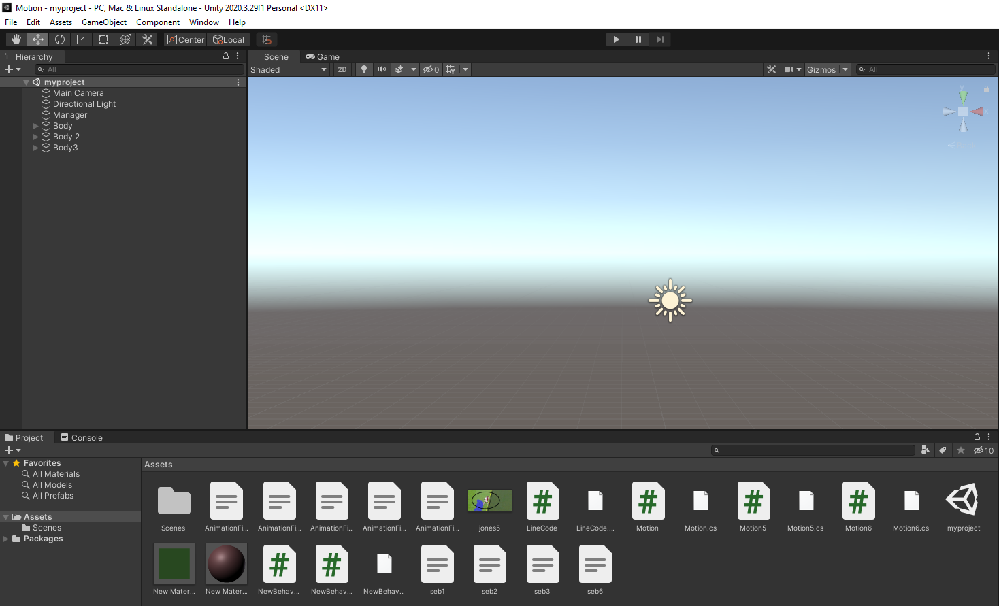 Motion - myproject - PC, Mac & Linux Standalone - Unity 2020.3.29f1 Personal <DX11>
File Edit Assets GameObject Component Window Help
Center Local
Hierarchy
All
myproject
Main Camera
Directional Light
Manager
Body
Body 2
Body3
Scene Game
Shaded 2D 0 Gizmos All
Project Console
10
Favorites
All Materials
All Models
All Prefabs
Assets
Scenes
Packages
Assets
Scenes AnimationFi... AnimationFi... AnimationFi... AnimationFi... AnimationFi... jones5 LineCode LineCode.... Motion Motion.cs Motion5 Motion5.cs Motion6 Motion6.cs myproject
New Mater... New Mater... NewBehav... NewBehav... NewBehav... seb1 seb2 seb3 seb6